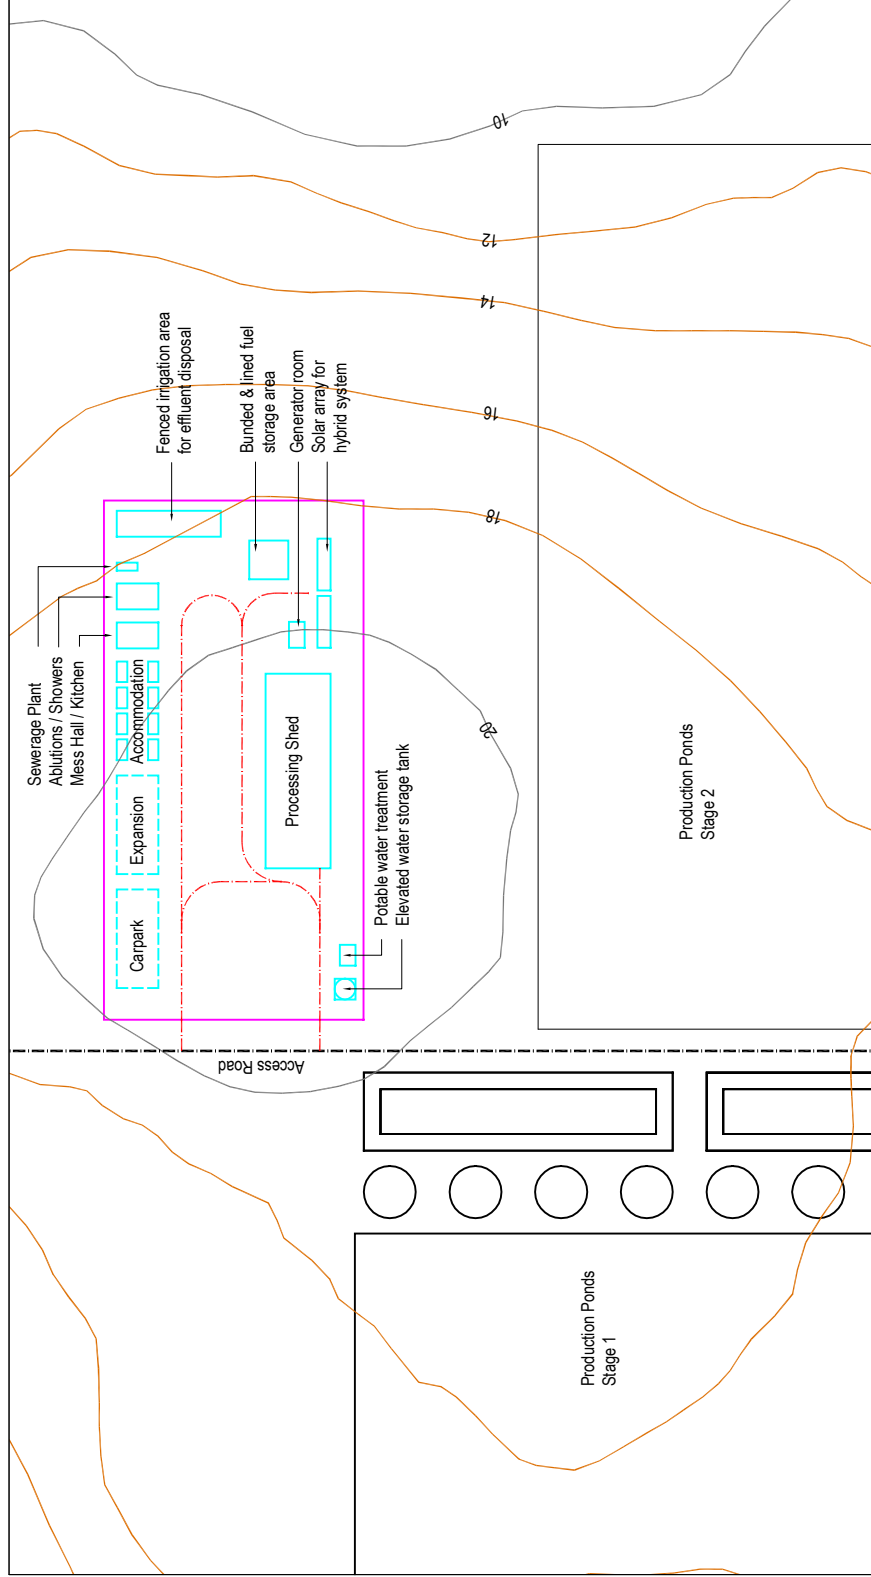 Sewerage Plant
Ablutions / Showers
Mess Hall / Kitchen
Accommodation
Expansion
Carpark
Fenced irrigation area
for effluent disposal
Bunded & lined fuel
storage area
Generator room
Solar array for
hybrid system
Processing Shed
Potable water treatment
Elevated water storage tank
Access Road
Production Ponds
Stage 2
Production Ponds
Stage 1
10
12
14
16
18
20